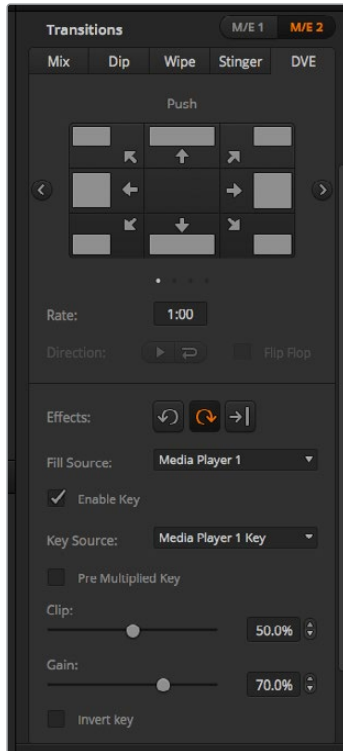 Transitions M/E 1 M/E 2
Mix Dip Wipe Stinger DVE
Push
Rate: 1:00
Direction: Flip Flop
Effects:
Fill Source: Media Player 1
Enable Key
Key Source: Media Player 1 Key
Pre Multiplied Key
Clip:
50.0%
Gain:
70.0%
Invert key